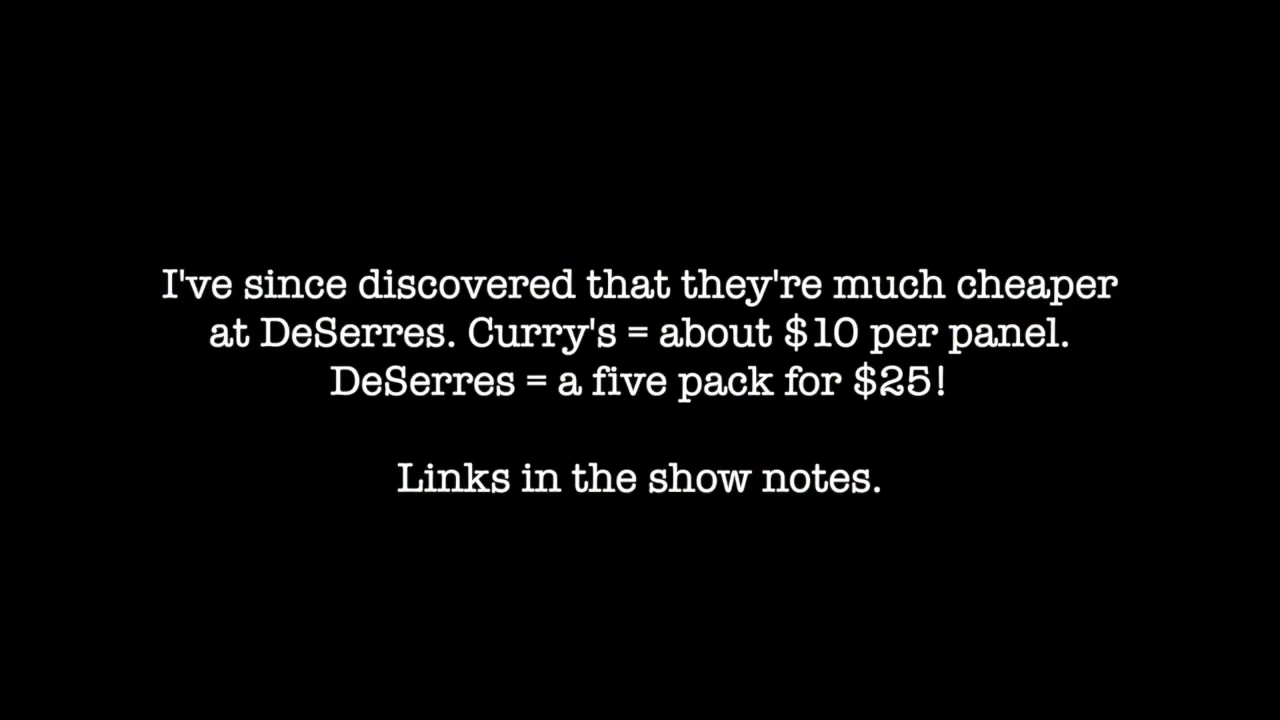 I've since discovered that they're much cheaper
at DeSerres. Curry's = about $10 per panel.
DeSerres = a five pack for $25!
Links in the show notes.